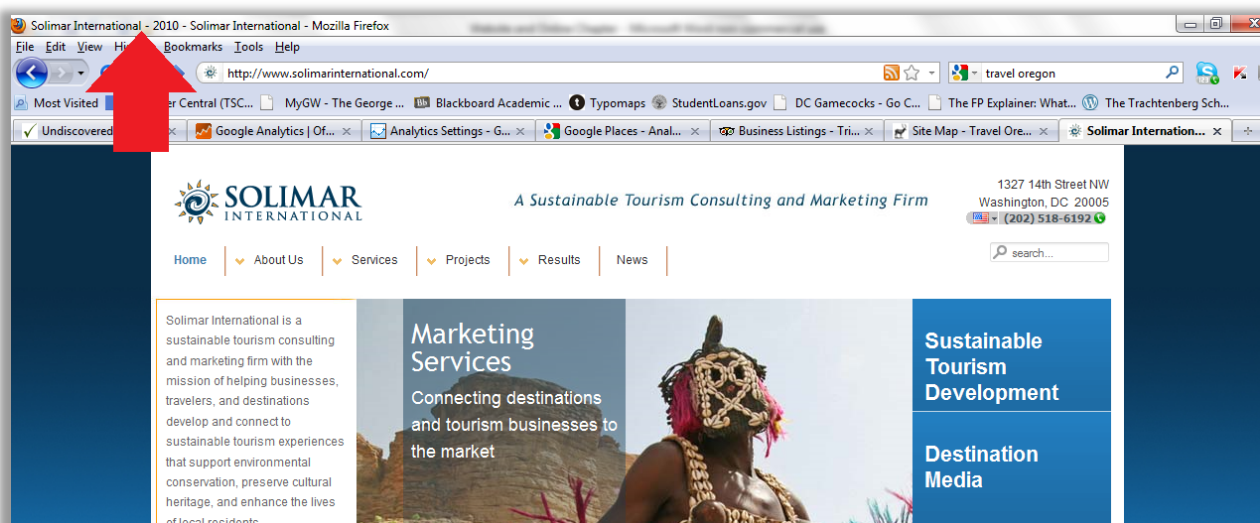 Solimar International - 2010 - Solimar International - Mozilla Firefox
File Edit View Bookmarks Tools Help
http://www.solimarinternational.com/ travel oregon
Most Visited Central (TSC... MyGW - The George ... Blackboard Academic ... Typomaps StudentLoans.gov DC Gamecocks - Go C... The FP Explainer: What... The Trachtenberg Sch...
Undiscovered Google Analytics | Of... Analytics Settings - G... Google Places - Anal... Business Listings - Tri... Site Map - Travel Ore... Solimar Internation...
SOLIMAR
INTERNATIONAL
A Sustainable Tourism Consulting and Marketing Firm
1327 14th Street NW
Washington, DC 20005
(202) 518-6192
search...
Home About Us Services Projects Results News
Solimar International is a
sustainable tourism consulting
and marketing firm with the
mission of helping businesses,
travelers, and destinations
develop and connect to
sustainable tourism experiences
that support environmental
conservation, preserve cultural
heritage, and enhance the lives
of local residents
Marketing
Services
Connecting destinations
and tourism businesses to
the market
Sustainable
Tourism
Development
Destination
Media